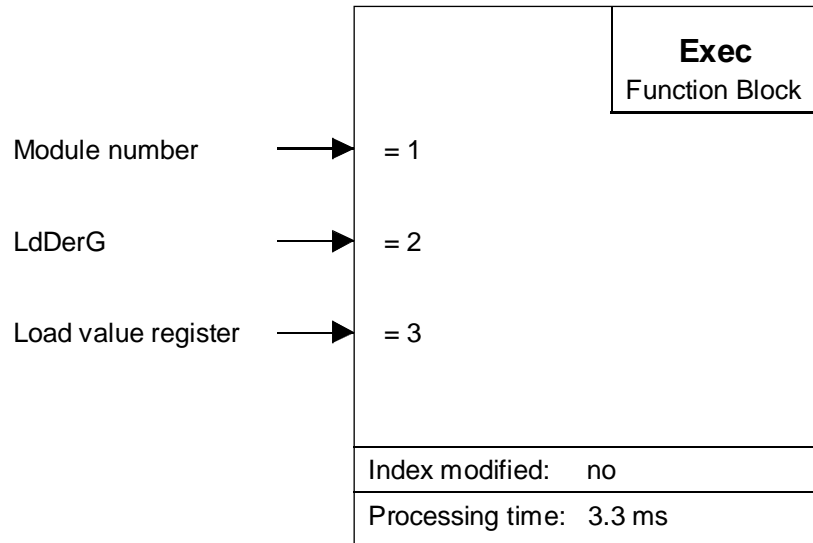 Exec
Function Block
Module number = 1
LdDerG = 2
Load value register = 3
Index modified: no
Processing time: 3.3 ms